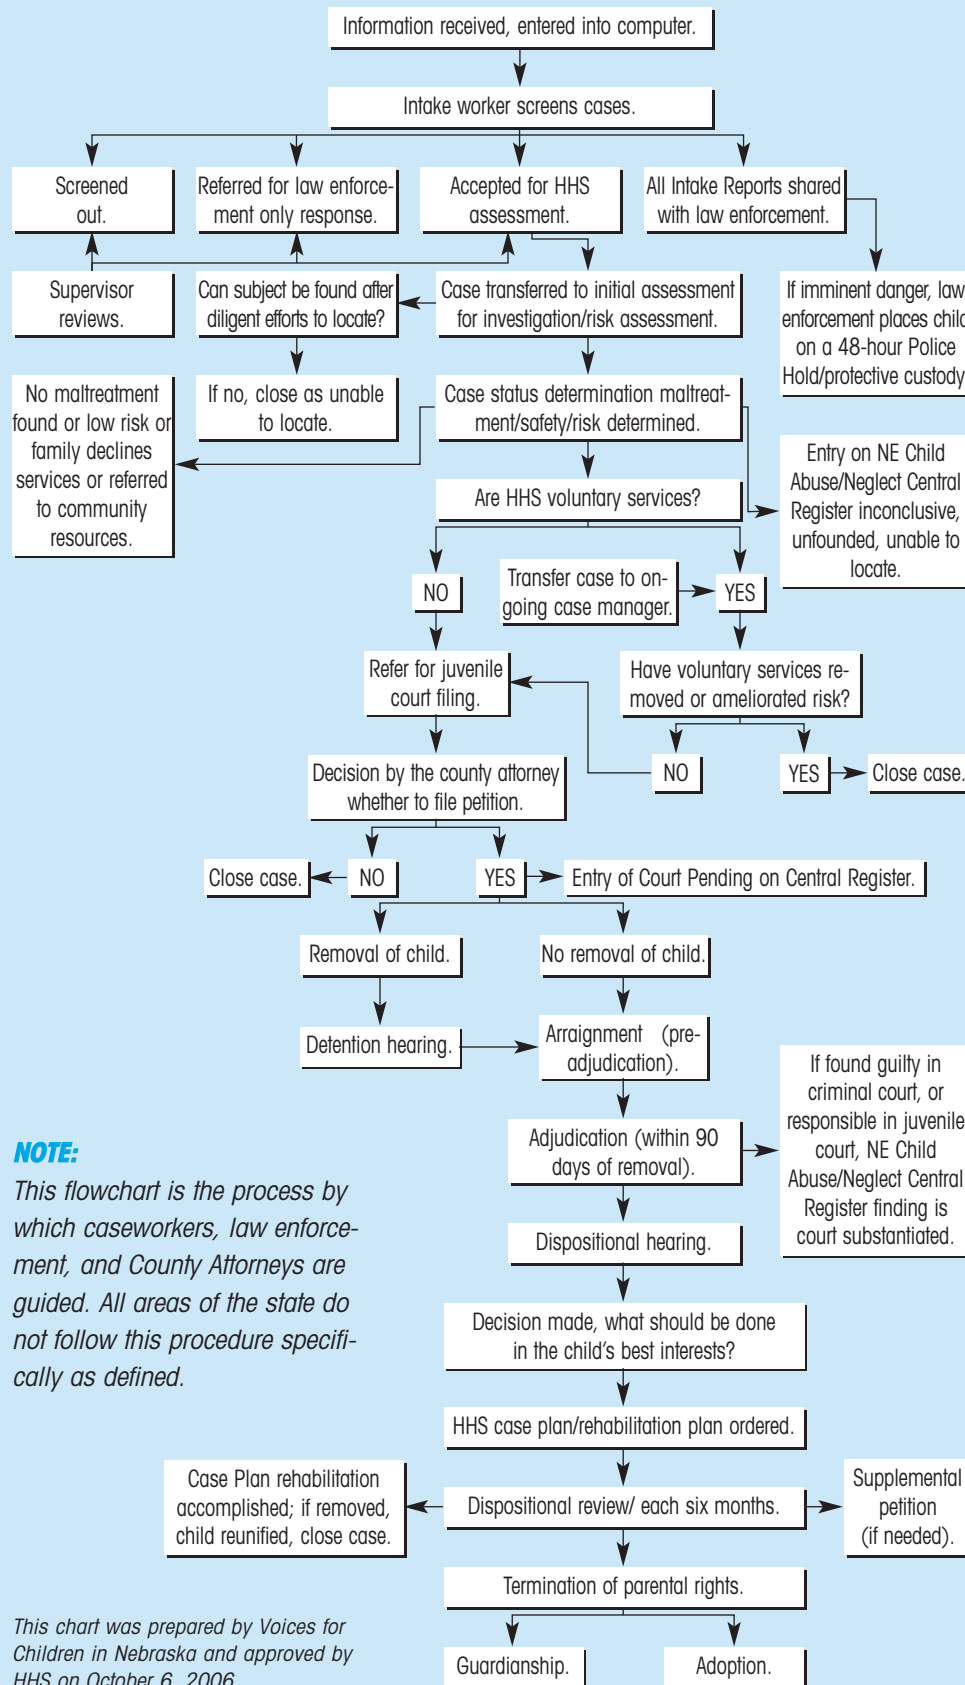 Information received, entered into computer.
Intake worker screens cases.
Screened
out.
Referred for law enforce-
ment only response.
Accepted for HHS
assessment.
All Intake Reports shared
with law enforcement.
Supervisor
reviews.
Can subject be found after
diligent efforts to locate?
Case transferred to initial assessment
for investigation/risk assessment.
If imminent danger, law
enforcement places child
on a 48-hour Police
Hold/protective custody
No maltreatment
found or low risk or
family declines
services or referred
to community
resources.
If no, close as unable
to locate.
Case status determination maltreat-
ment/safety/risk determined.
Entry on NE Child
Abuse/Neglect Central
Register inconclusive,
unfounded, unable to
locate.
Are HHS voluntary services?
NO
Transfer case to on-
going case manager.
YES
Refer for juvenile
court filing.
Have voluntary services re-
moved or ameliorated risk?
NO
YES
Close case.
Decision by the county attorney
whether to file petition.
Close case.
NO
YES
Entry of Court Pending on Central Register.
Removal of child.
No removal of child.
Detention hearing.
Arraignment (pre-
adjudication).
If found guilty in
criminal court, or
responsible in juvenile
court, NE Child
Abuse/Neglect Central
Register finding is
court substantiated.
Adjudication (within 90
days of removal).
Dispositional hearing.
NOTE:
This flowchart is the process by
which caseworkers, law enforce-
ment, and County Attorneys are
guided. All areas of the state do
not follow this procedure specifi-
cally as defined.
Decision made, what should be done
in the child's best interests?
HHS case plan/rehabilitation plan ordered.
Case Plan rehabilitation
accomplished; if removed,
child reunified, close case.
Dispositional review/ each six months.
Supplemental
petition
(if needed).
Termination of parental rights.
Guardianship.
Adoption.
This chart was prepared by Voices for
Children in Nebraska and approved by
HHS on October 6, 2006